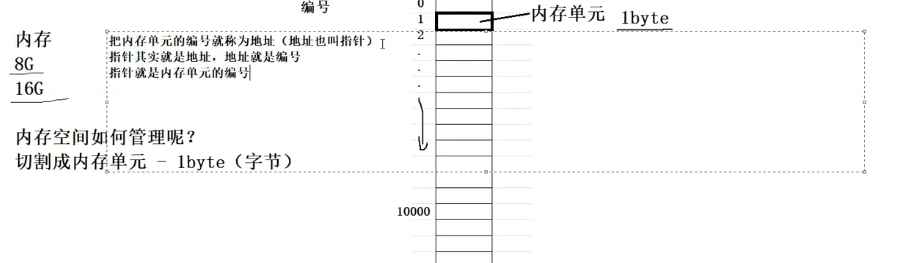 编号
0
1
2
内存单元 1byte
内存
8G
16G
把内存单元的编号就称为地址（地址也叫指针）
指针其实就是地址，地址就是编号
指针就是内存单元的编号
.
.
.
内存空间如何管理呢？
切割成内存单元 - 1byte（字节）
10000